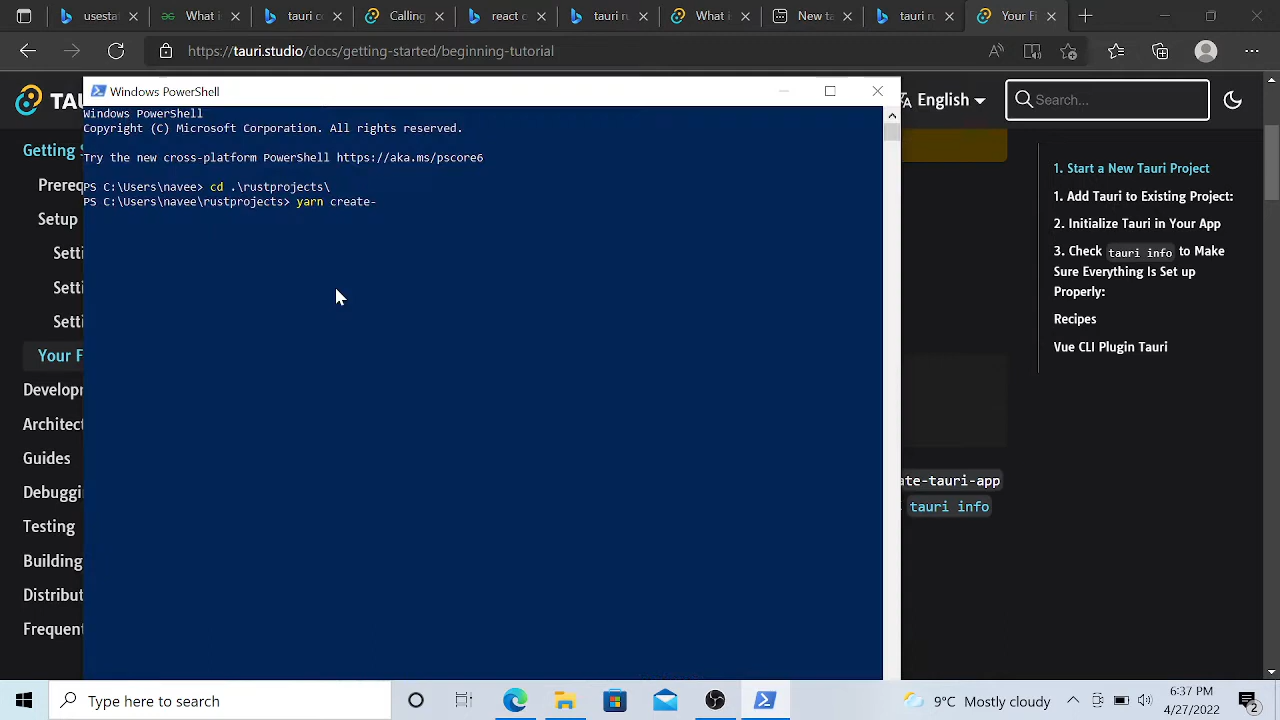 usestat
What i
tauri c
Calling
react c
tauri r
What i
New ta
tauri ru
Your Fi
https://tauri.studio/docs/getting-started/beginning-tutorial
TAU
English
Search...
Windows PowerShell
Windows PowerShell
Copyright (C) Microsoft Corporation. All rights reserved.
Try the new cross-platform PowerShell https://aka.ms/pscore6
PS C:\Users\navee> cd .\rustprojects\
PS C:\Users\navee\rustprojects> yarn create-
Getting S
Prereq
Setup
Setti
Setti
Setti
Your F
Developm
Architect
Guides
Debuggi
Testing
Building
Distribut
Frequent
1. Start a New Tauri Project
1. Add Tauri to Existing Project:
2. Initialize Tauri in Your App
3. Check tauri info to Make
Sure Everything Is Set up
Properly:
Recipes
Vue CLI Plugin Tauri
ate-tauri-app
tauri info
Type here to search
9°C Mostly cloudy
6:37 PM
4/27/2022
2